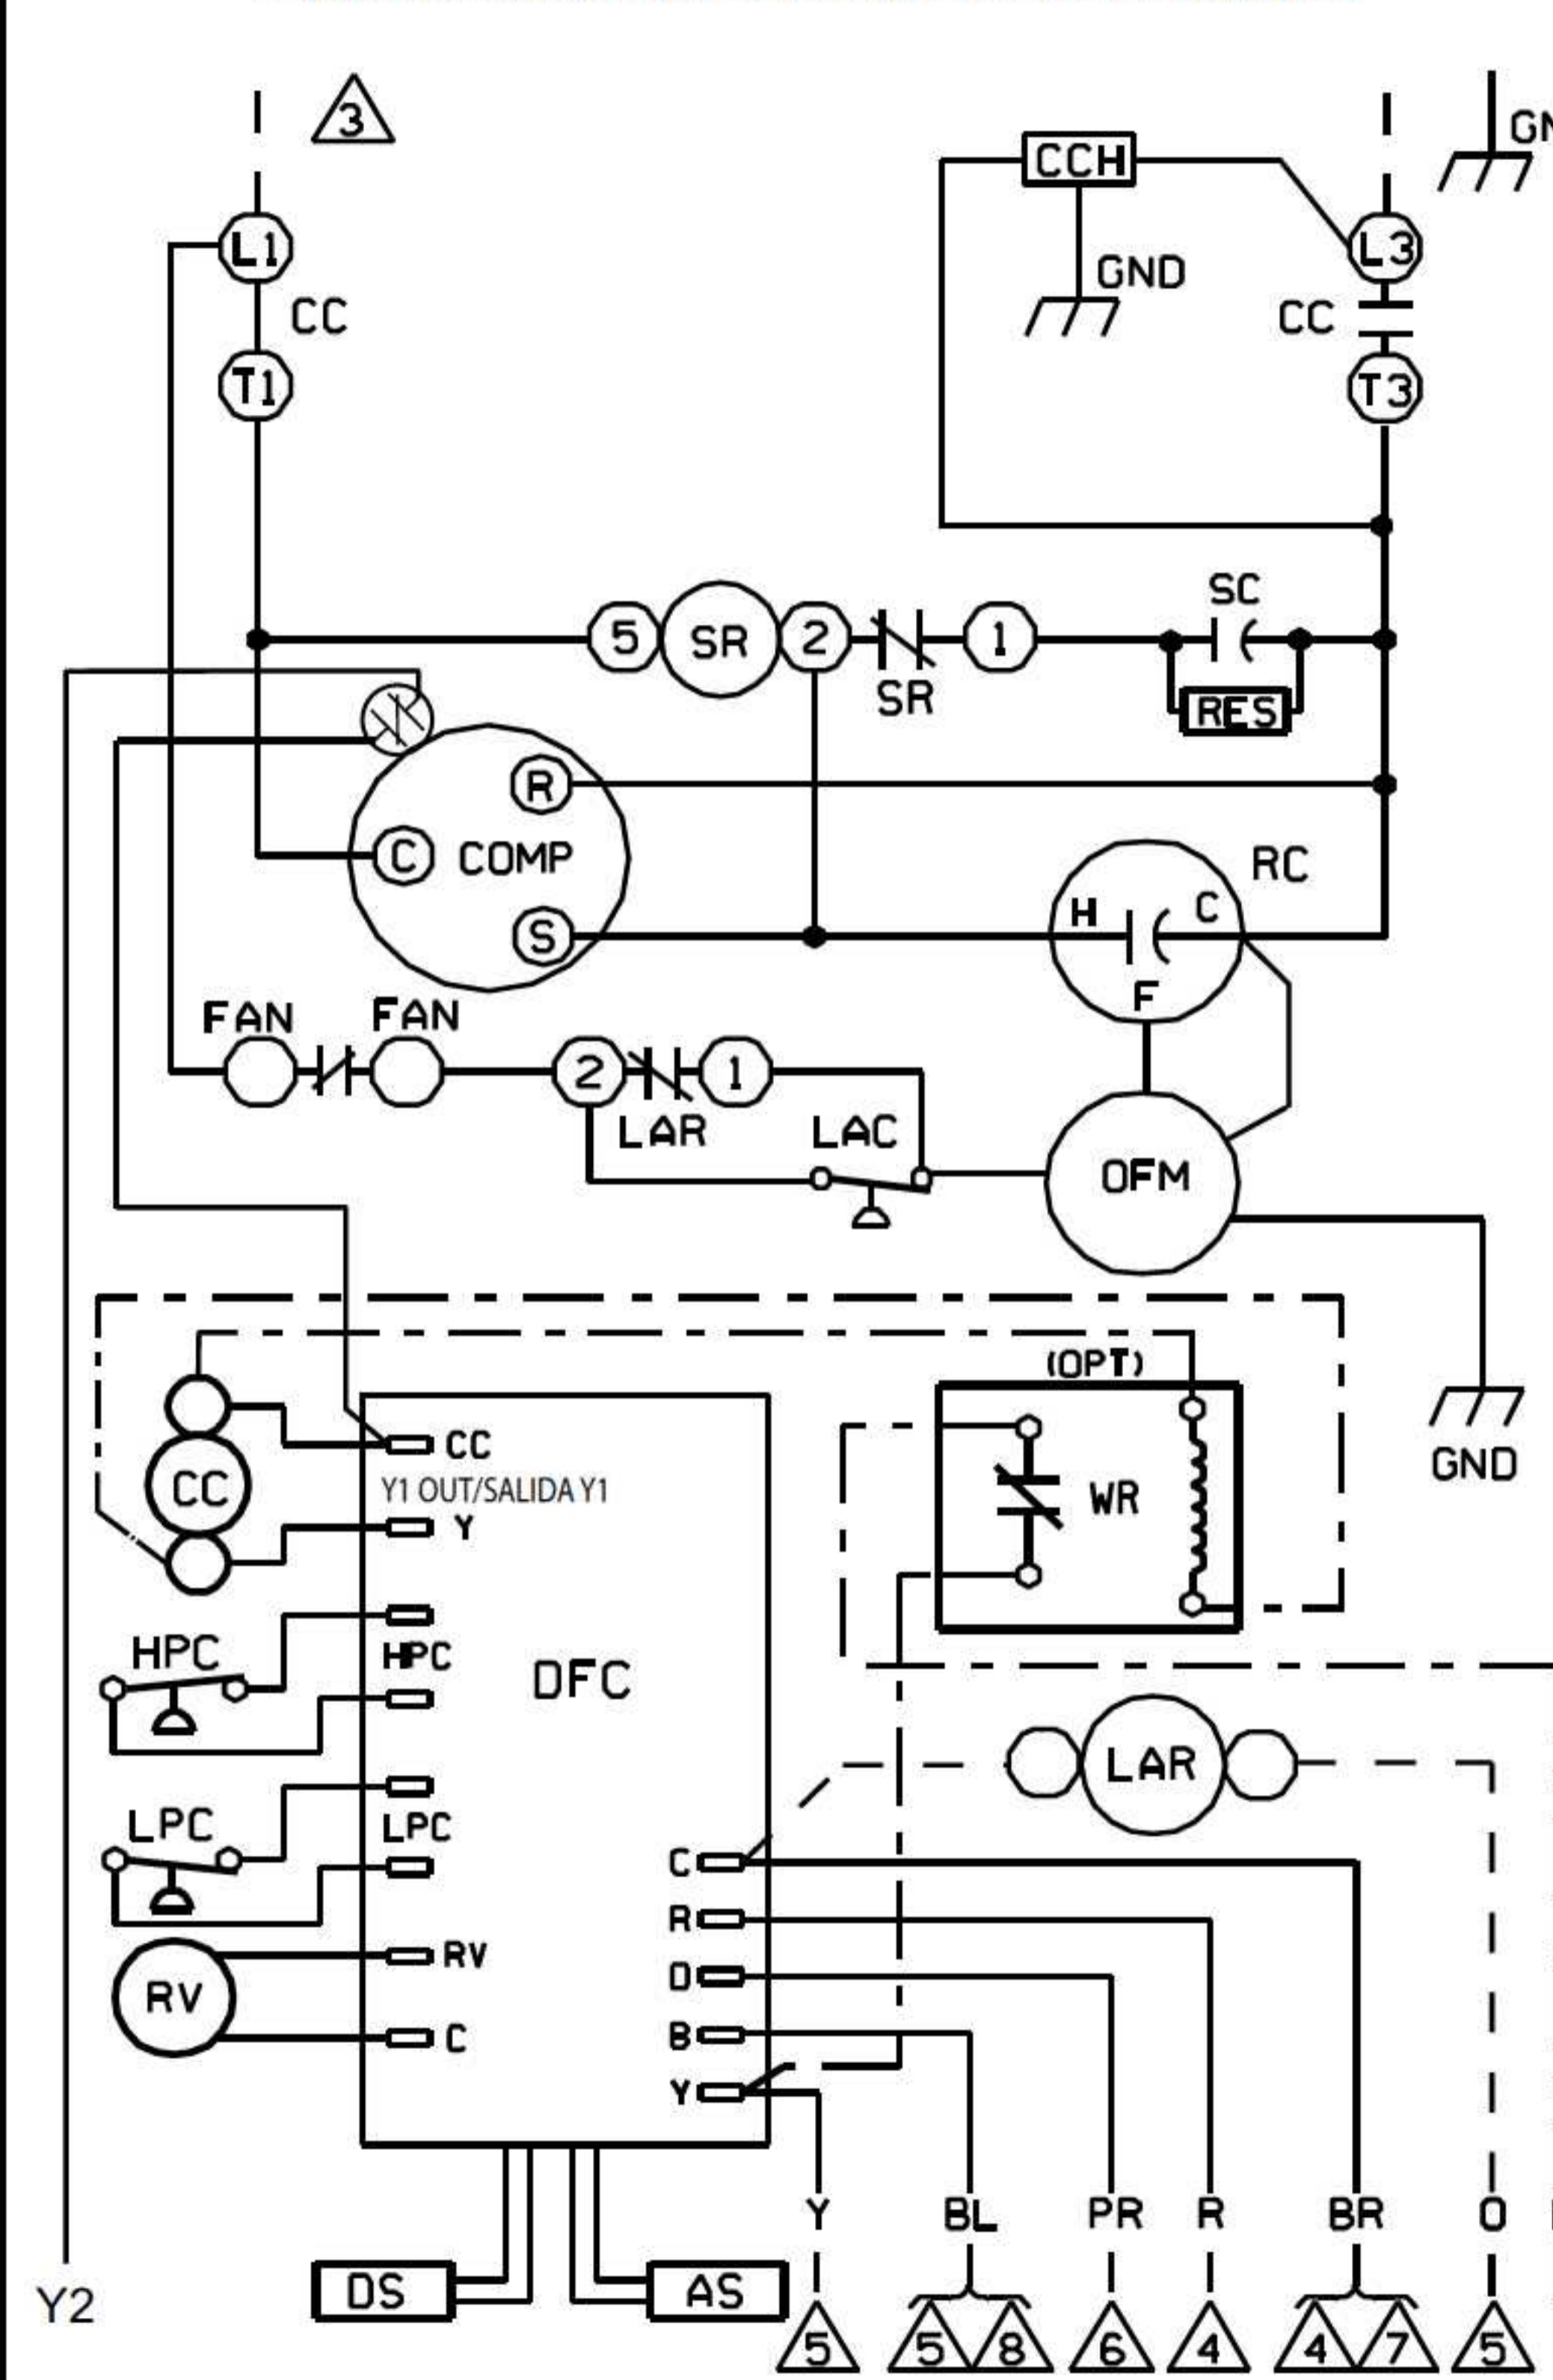 3
GN
CCH
L1
L3
GND
CC
CC
T1
T3
SC
5
SR
2
1
SR
RES
R
C
COMP
RC
H
C
S
F
FAN
FAN
2
1
LAR
LAC
OFM
(OPT)
CC
GND
CC
Y1 OUT/SALIDA Y1
WR
Y
HPC
HPC
DFC
LAR
LPC
LPC
C
R
RV
RV
D
B
C
Y
Y
BL
PR
R
BR
O
DS
AS
Y2
5
5
8
6
4
4
7
5